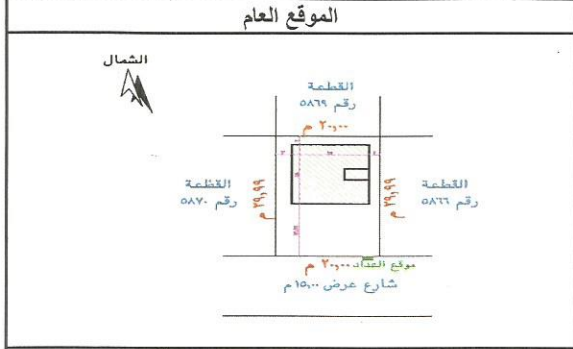 الموقع العام
الشمال
القطعة
رقم ٥٨٦٩
٢٠,٠٠ م
القطعة
رقم ٥٨٧٠
٢٩,٩٩ م
٢٩,٩٩ م
القطعة
رقم ٥٨٦٦
موقع العداد ٢٠,٠٠ م
شارع عرض ١٥,٠٠ م